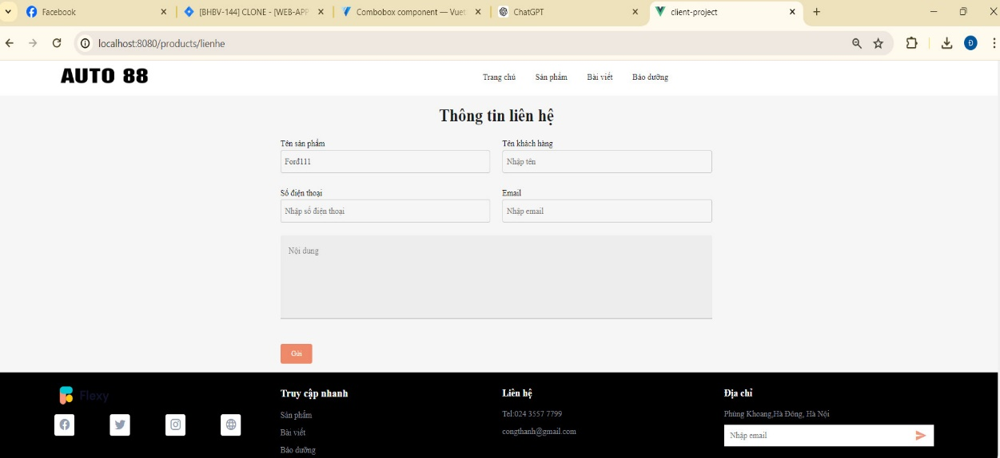 Facebook
[BHBV-144] CLONE - [WEB-APP
Combobox component — Vuet
ChatGPT
client-project
localhost:8080/products/lienhe
Đ
AUTO 88
Trang chủ
Sản phẩm
Bài viết
Bảo dưỡng
Thông tin liên hệ
Tên sản phẩm
Tên khách hàng
Ford111
Nhập tên
Số điện thoại
Email
Nhập số điện thoại
Nhập email
Nội dung
Gửi
Flexy
Truy cập nhanh
Liên hệ
Địa chỉ
Sản phẩm
Tel:024 3557 7799
Phùng Khoang,Hà Đông, Hà Nội
Bài viết
congthanh@gmail.com
Nhập email
Bảo dưỡng